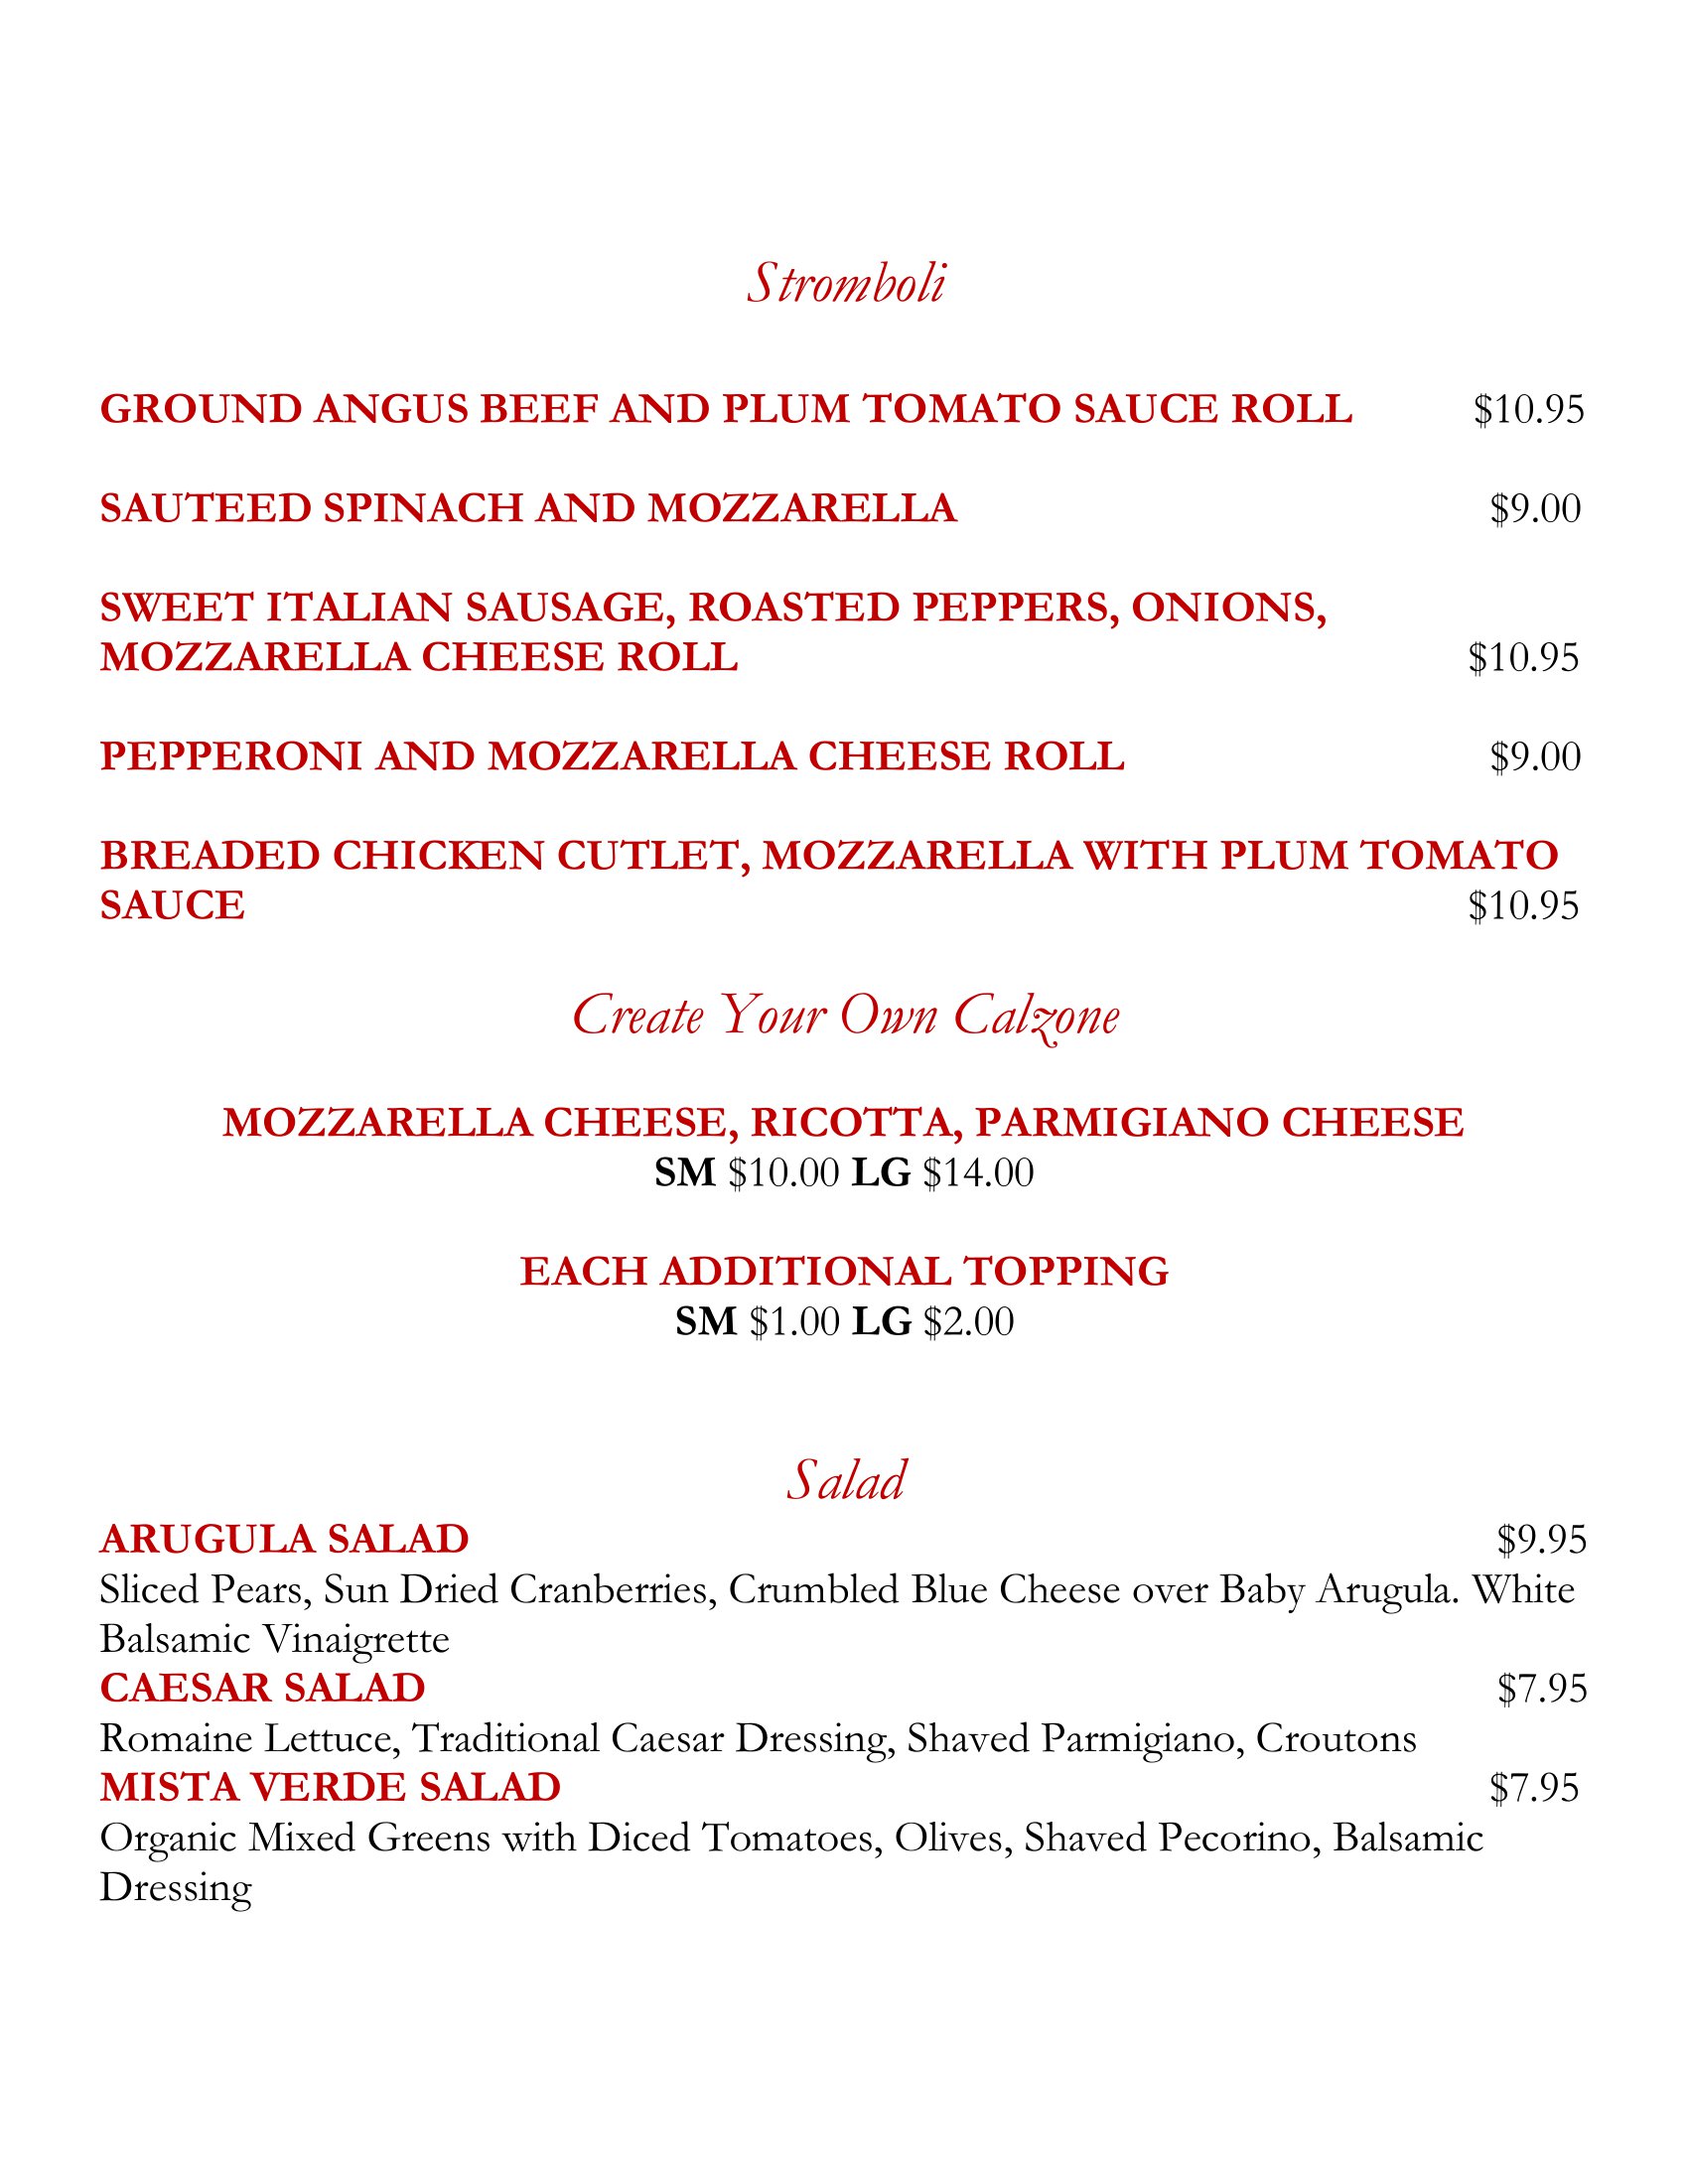 Stromboli
GROUND ANGUS BEEF AND PLUM TOMATO SAUCE ROLL $10.95
SAUTEED SPINACH AND MOZZARELLA $9.00
SWEET ITALIAN SAUSAGE, ROASTED PEPPERS, ONIONS,
MOZZARELLA CHEESE ROLL $10.95
PEPPERONI AND MOZZARELLA CHEESE ROLL $9.00
BREADED CHICKEN CUTLET, MOZZARELLA WITH PLUM TOMATO
SAUCE $10.95
Create Your Own Calzone
MOZZARELLA CHEESE, RICOTTA, PARMIGIANO CHEESE
SM $10.00 LG $14.00
EACH ADDITIONAL TOPPING
SM $1.00 LG $2.00
Salad
ARUGULA SALAD $9.95
Sliced Pears, Sun Dried Cranberries, Crumbled Blue Cheese over Baby Arugula. White
Balsamic Vinaigrette
CAESAR SALAD $7.95
Romaine Lettuce, Traditional Caesar Dressing, Shaved Parmigiano, Croutons
MISTA VERDE SALAD $7.95
Organic Mixed Greens with Diced Tomatoes, Olives, Shaved Pecorino, Balsamic
Dressing